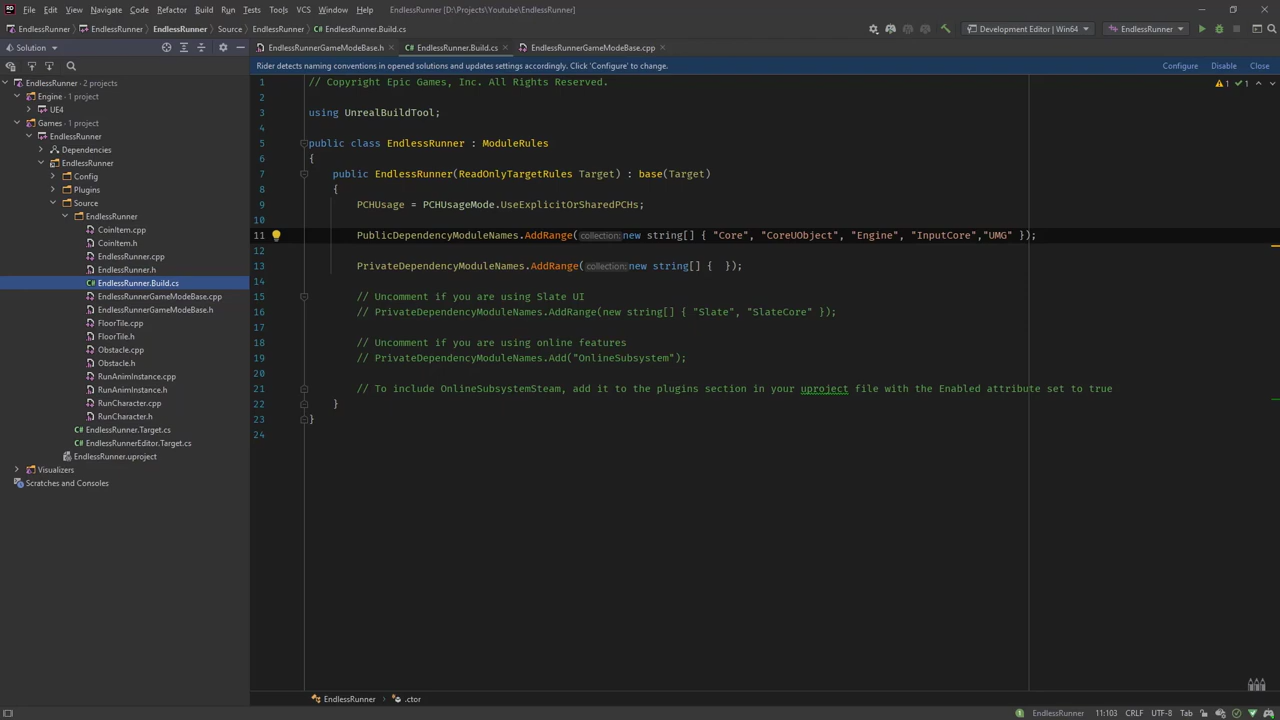 File Edit View Navigate Code Refactor Build Run Tests Tools VCS Window Help EndlessRunner [D:\Projects\Youtube\EndlessRunner]
EndlessRunner EndlessRunner EndlessRunner Source EndlessRunner EndlessRunner.Build.cs Development Editor | Win64 EndlessRunner
Solution EndlessRunnerGameModeBase.h EndlessRunner.Build.cs EndlessRunnerGameModeBase.cpp
Rider detects naming conventions in opened solutions and updates settings accordingly. Click 'Configure' to change. Configure Disable Close
EndlessRunner · 2 projects
Engine · 1 project
UE4
Games · 1 project
EndlessRunner
Dependencies
EndlessRunner
Config
Plugins
Source
EndlessRunner
CoinItem.cpp
CoinItem.h
EndlessRunner.cpp
EndlessRunner.h
EndlessRunner.Build.cs
EndlessRunnerGameModeBase.cpp
EndlessRunnerGameModeBase.h
FloorTile.cpp
FloorTile.h
Obstacle.cpp
Obstacle.h
RunAnimInstance.cpp
RunAnimInstance.h
RunCharacter.cpp
RunCharacter.h
EndlessRunner.Target.cs
EndlessRunnerEditor.Target.cs
EndlessRunner.uproject
Visualizers
Scratches and Consoles
1 // Copyright Epic Games, Inc. All Rights Reserved. 1 1
2
3 using UnrealBuildTool;
4
5 public class EndlessRunner : ModuleRules
6 {
7 public EndlessRunner(ReadOnlyTargetRules Target) : base(Target)
8 {
9 PCHUsage = PCHUsageMode.UseExplicitOrSharedPCHs;
10
11 PublicDependencyModuleNames.AddRange( collection: new string[] { "Core", "CoreUObject", "Engine", "InputCore","UMG" });
12
13 PrivateDependencyModuleNames.AddRange( collection: new string[] {  });
14
15 // Uncomment if you are using Slate UI
16 // PrivateDependencyModuleNames.AddRange(new string[] { "Slate", "SlateCore" });
17
18 // Uncomment if you are using online features
19 // PrivateDependencyModuleNames.Add("OnlineSubsystem");
20
21 // To include OnlineSubsystemSteam, add it to the plugins section in your uproject file with the Enabled attribute set to true
22 }
23 }
24
EndlessRunner .ctor
EndlessRunner 11:103 CRLF UTF-8 Tab